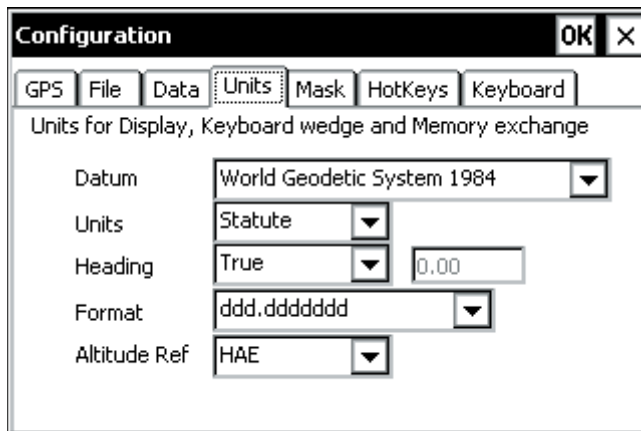 Configuration OK ×
GPS File Data Units Mask HotKeys Keyboard
Units for Display, Keyboard wedge and Memory exchange
Datum World Geodetic System 1984
Units Statute
Heading True 0.00
Format ddd.ddddddd
Altitude Ref HAE